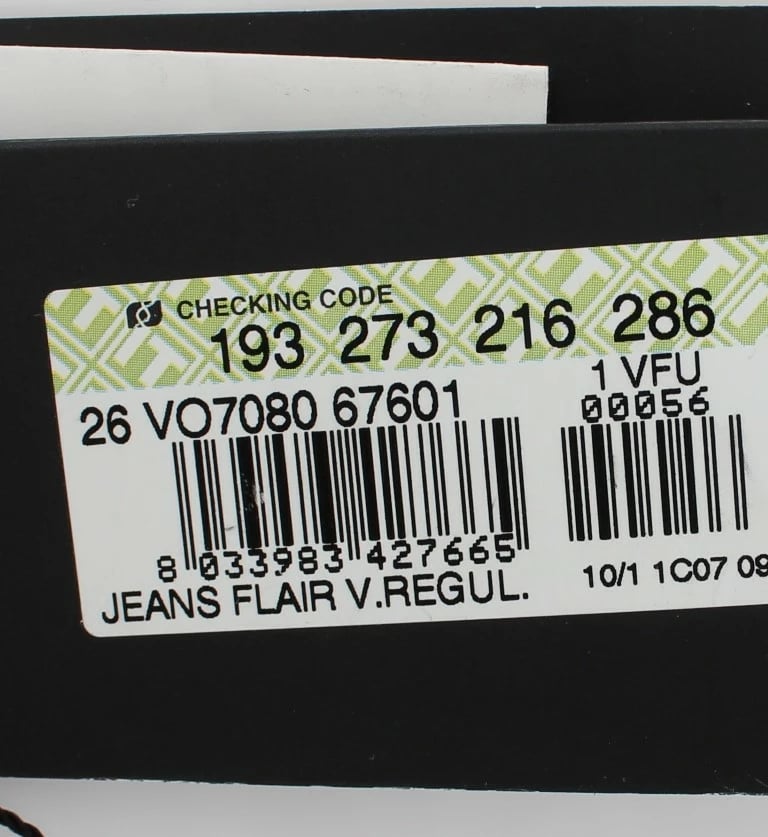 CHECKING CODE
193 273 216 286
26 VO7080 67601
1 VFU
00056
8 033983 427665
10/1 1C07 09
JEANS FLAIR V.REGUL.